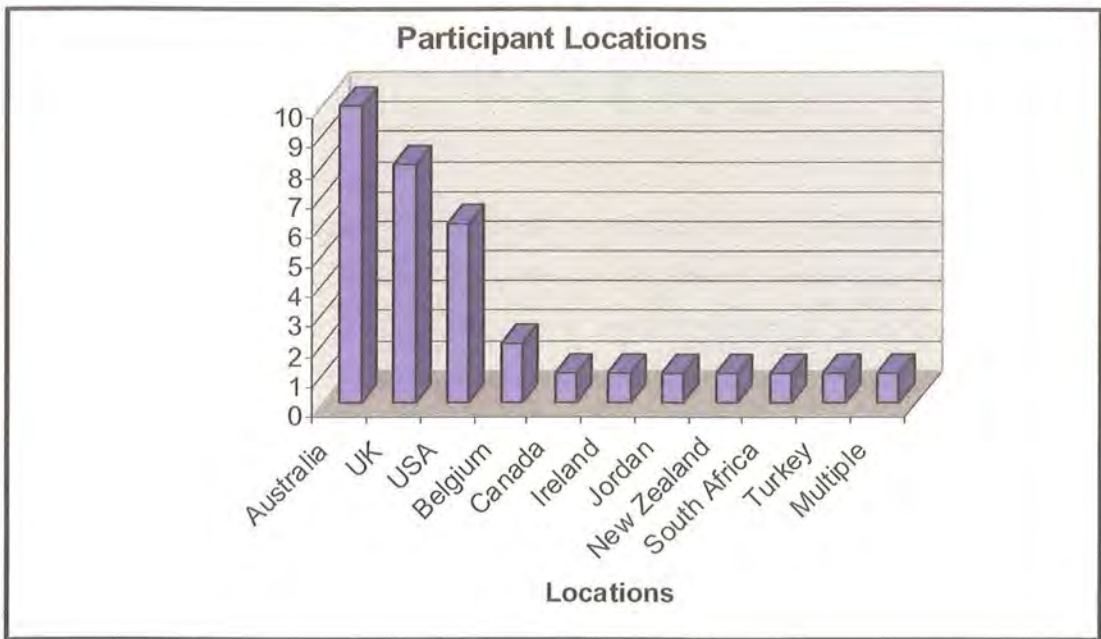 Participant Locations
10
9
8
7
6
5
4
3
2
1
0
Australia
UK
USA
Belgium
Canada
Ireland
Jordan
New Zealand
South Africa
Turkey
Multiple
Locations